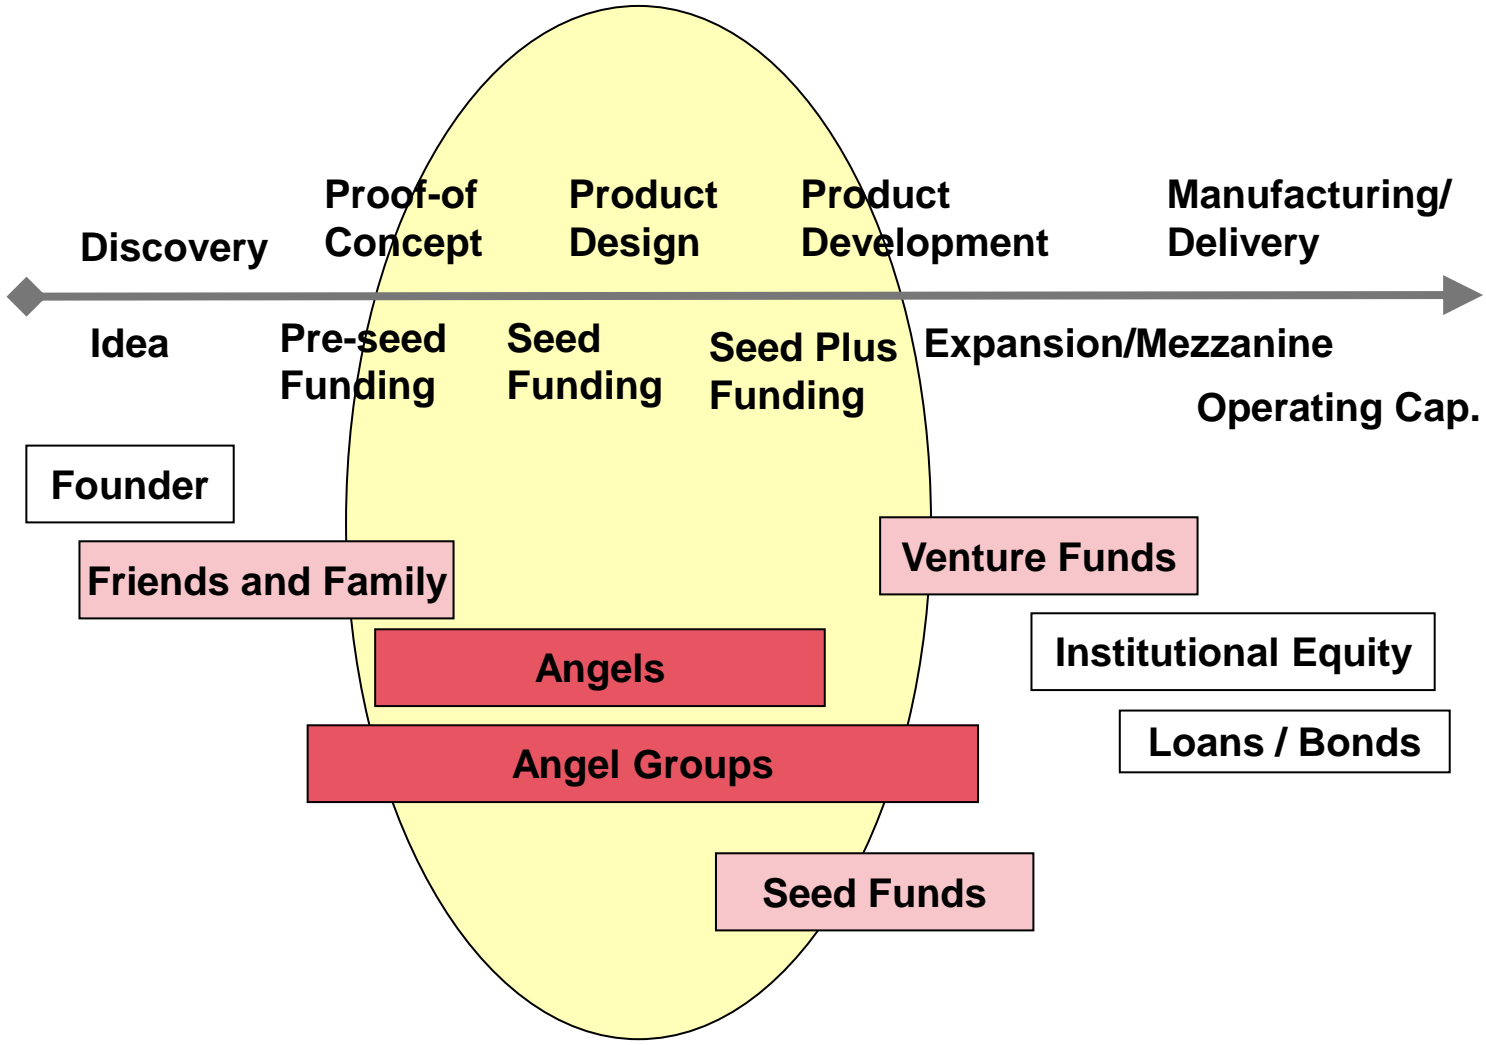 Discovery
Proof-of
Concept
Product
Design
Product
Development
Manufacturing/
Delivery
Idea
Pre-seed
Funding
Seed
Funding
Seed Plus
Funding
Expansion/Mezzanine
Operating Cap.
Founder
Friends and Family
Venture Funds
Angels
Institutional Equity
Angel Groups
Loans / Bonds
Seed Funds